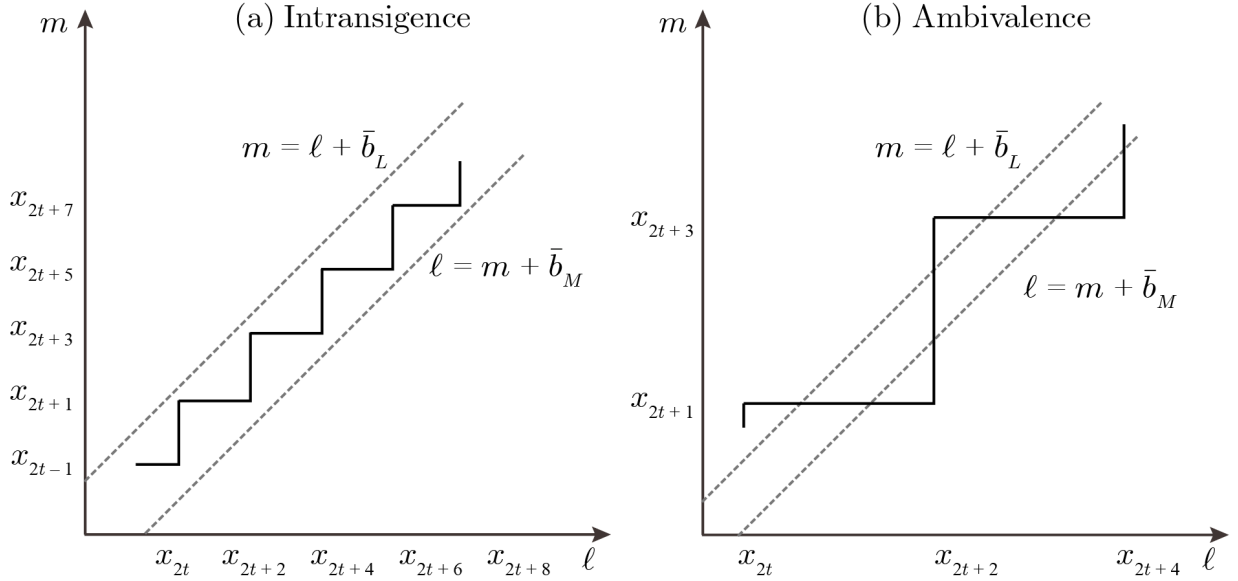 (a) Intransigence
m
m = ℓ + b̄_L
x_{2t+7}
x_{2t+5}
ℓ = m + b̄_M
x_{2t+3}
x_{2t+1}
x_{2t−1}
x_{2t} x_{2t+2} x_{2t+4} x_{2t+6} x_{2t+8} ℓ
(b) Ambivalence
m
m = ℓ + b̄_L
x_{2t+3}
ℓ = m + b̄_M
x_{2t+1}
x_{2t} x_{2t+2} x_{2t+4} ℓ